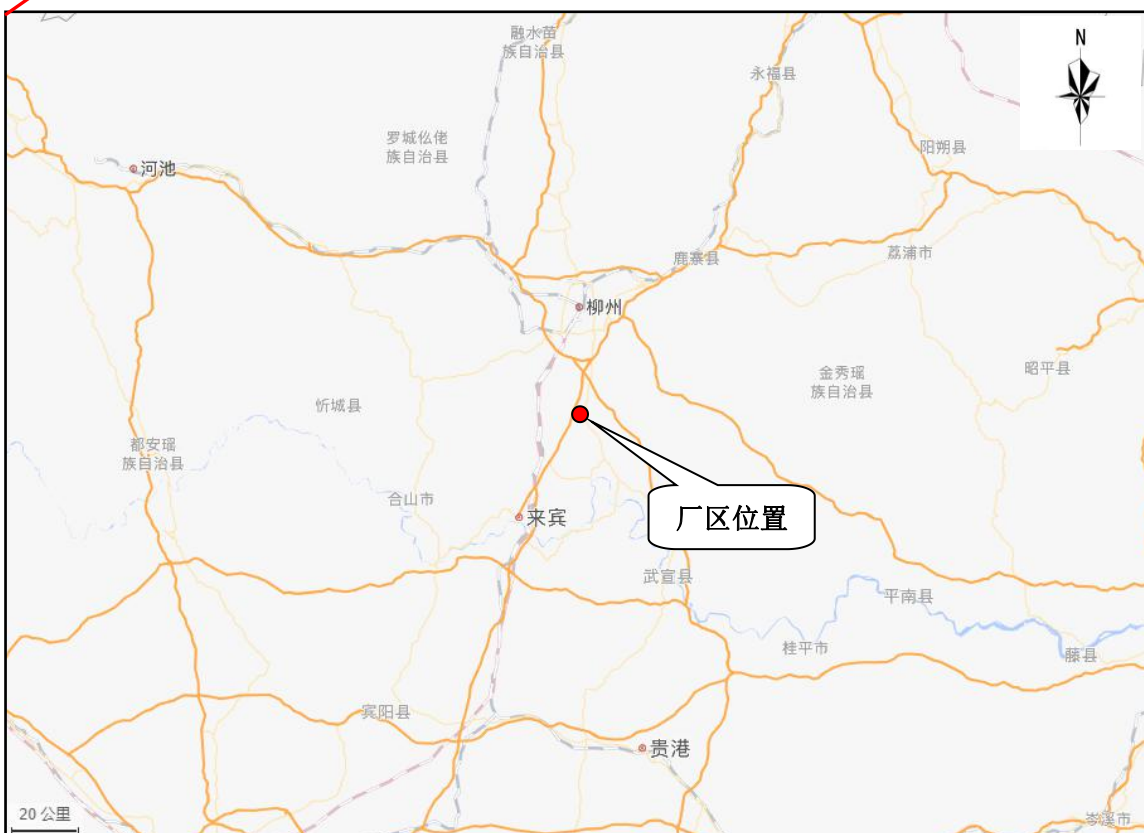 融水苗
族自治县
N
永福县
罗城仫佬
族自治县
阳朔县
河池
鹿寨县
荔浦市
柳州
昭平县
金秀瑶
族自治县
忻城县
都安瑶
族自治县
合山市
来宾
厂区位置
武宣县
平南县
桂平市
藤县
宾阳县
贵港
20 公里
岑溪市